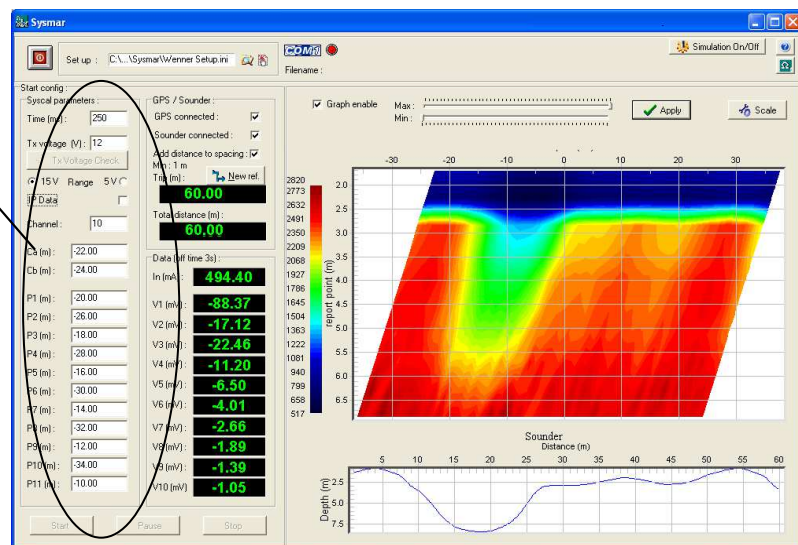 Sysmar
Set up : C:\...\Sysmar\Wenner Setup.ini
COM1
Filename :
Simulation On/Off
Start config :
Syscal parameters :
Time (ms) : 250
Tx voltage (V) : 12
Tx Voltage Check
15 V Range 5 V
IP Data
Channel : 10
Ca (m) : -22.00
Cb (m) : -24.00
P1 (m) : -20.00
P2 (m) : -26.00
P3 (m) : -18.00
P4 (m) : -28.00
P5 (m) : -16.00
P6 (m) : -30.00
P7 (m) : -14.00
P8 (m) : -32.00
P9 (m) : -12.00
P10 (m) : -34.00
P11 (m) : -10.00
Start
Pause
Stop
GPS / Sounder :
GPS connected :
Sounder connected :
Add distance to spacing :
Min : 1 m
Trip (m) : New ref.
60.00
Total distance (m) :
60.00
Data (off time 3s) :
In (mA) : 494.40
V1 (mV) : -88.37
V2 (mV) : -17.12
V3 (mV) : -22.46
V4 (mV) : -11.20
V5 (mV) : -6.50
V6 (mV) : -4.01
V7 (mV) : -2.66
V8 (mV) : -1.89
V9 (mV) : -1.39
V10 (mV) : -1.05
Graph enable
Max :
Min :
Apply
Scale
-30 -20 -10 0 10 20 30
2820
2773
2632
2491
2350
2209
2068
1927
1786
1645
1504
1363
1222
1081
940
799
658
517
report point (m)
2.0
2.5
3.0
3.5
4.0
4.5
5.0
5.5
6.0
6.5
Sounder
Distance (m)
5 10 15 20 25 30 35 40 45 50 55 60
Depth (m)
2.5
5.0
7.5